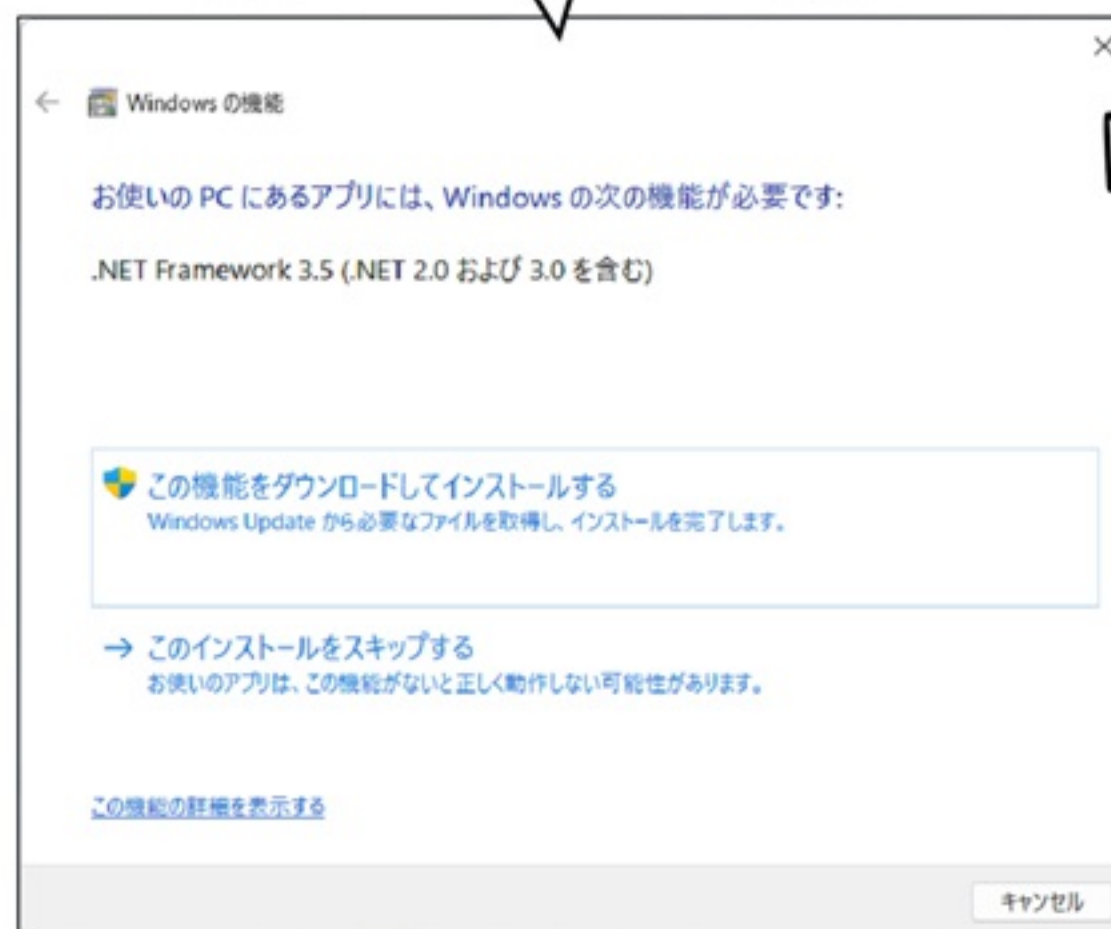 Windows の機能
お使いの PC にあるアプリには、Windows の次の機能が必要です:
.NET Framework 3.5 (.NET 2.0 および 3.0 を含む)
この機能をダウンロードしてインストールする
Windows Update から必要なファイルを取得し、インストールを完了します。
このインストールをスキップする
お使いのアプリは、この機能がないと正しく動作しない可能性があります。
この機能の詳細を表示する
キャンセル